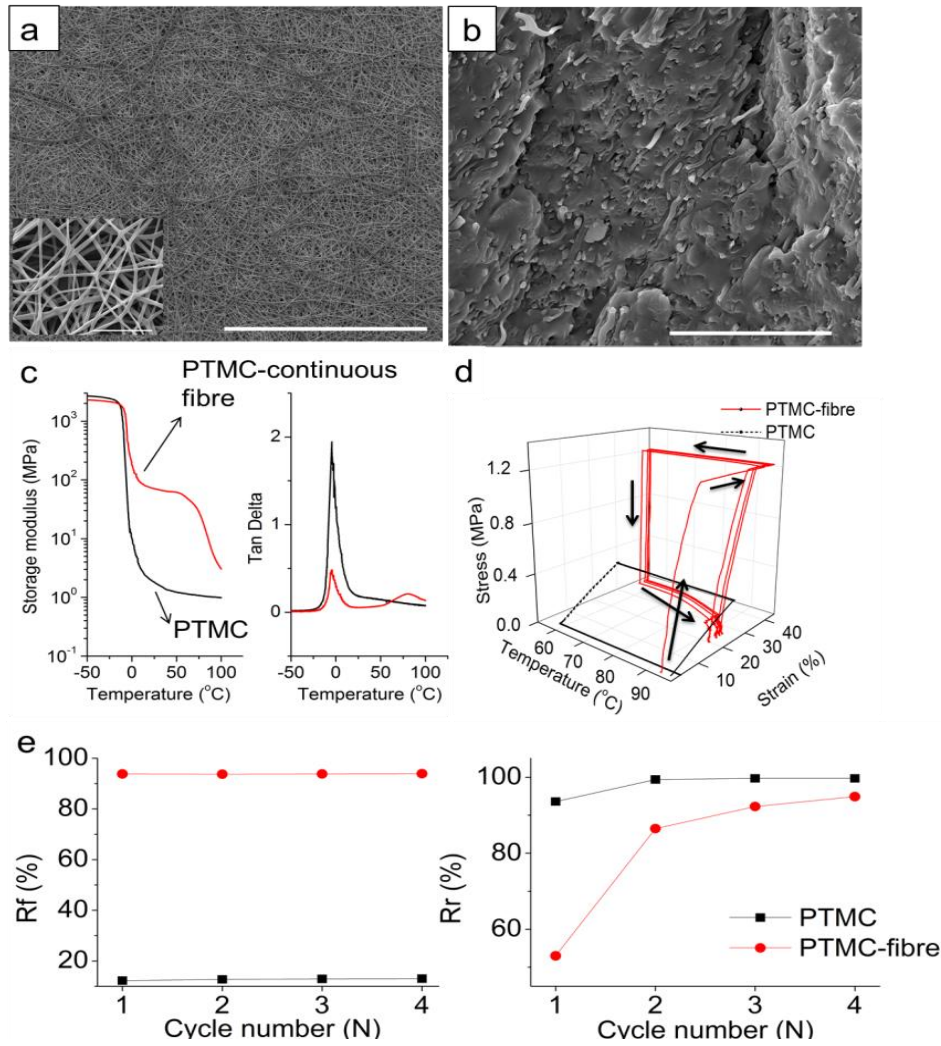 a
b
c
PTMC-continuous
fibre
Storage modulus (MPa)
10³
10²
10¹
10⁰
10⁻¹
-50 0 50 100
Temperature (°C)
PTMC
Tan Delta
2
1
0
-50 0 50 100
Temperature (°C)
d
PTMC-fibre
PTMC
Stress (MPa)
1.2
0.8
0.4
0.0
60
70
80
90
Temperature (°C)
10
20
30
40
Strain (%)
e
Rf (%)
100
80
60
40
20
1 2 3 4
Cycle number (N)
Rr (%)
100
80
60
PTMC
PTMC-fibre
1 2 3 4
Cycle number (N)